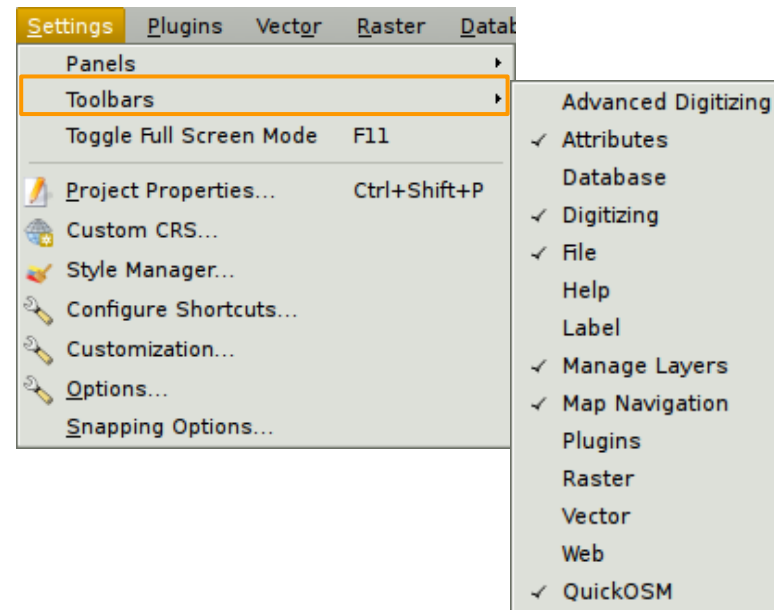 Settings Plugins Vector Raster Datab
Panels
Toolbars
Toggle Full Screen Mode F11
Project Properties... Ctrl+Shift+P
Custom CRS...
Style Manager...
Configure Shortcuts...
Customization...
Options...
Snapping Options...
Advanced Digitizing
Attributes
Database
Digitizing
File
Help
Label
Manage Layers
Map Navigation
Plugins
Raster
Vector
Web
QuickOSM